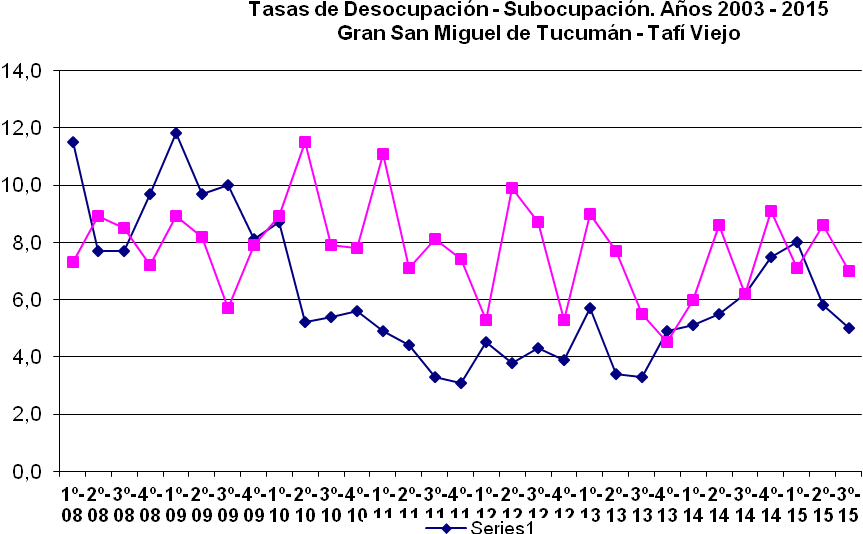 Tasas de Desocupación - Subocupación. Años 2003 - 2015
Gran San Miguel de Tucumán - Tafí Viejo
14,0
12,0
10,0
8,0
6,0
4,0
2,0
0,0
1º- 2º- 3º- 4º- 1º- 2º- 3º- 4º- 1º- 2º- 3º- 4º- 1º- 2º- 3º- 4º- 1º- 2º- 3º- 4º- 1º- 2º- 3º- 4º- 1º- 2º- 3º- 4º- 1º- 2º- 3º-
08 08 08 08 09 09 09 09 10 10 10 10 11 11 11 11 12 12 12 12 13 13 13 13 14 14 14 14 15 15 15
Series1